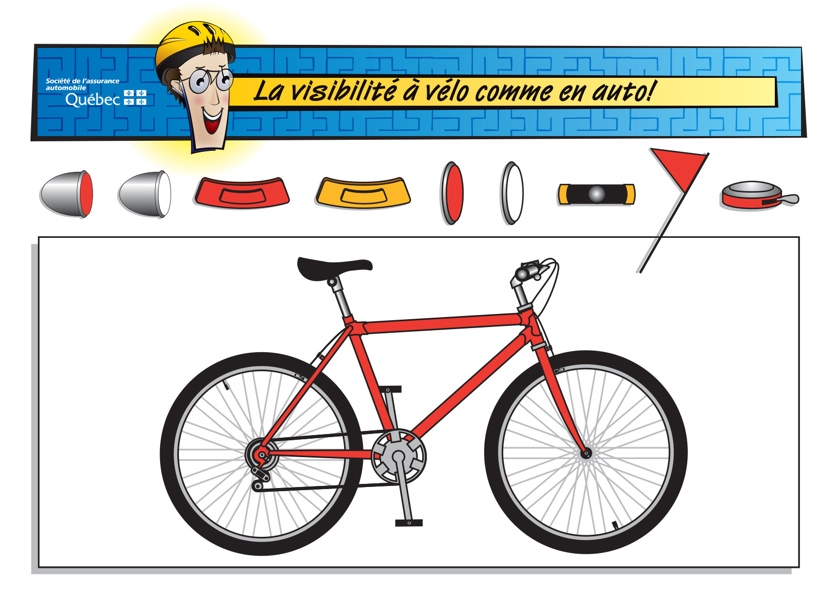 Société de l'assurance
automobile
Québec
La visibilité à vélo comme en auto!